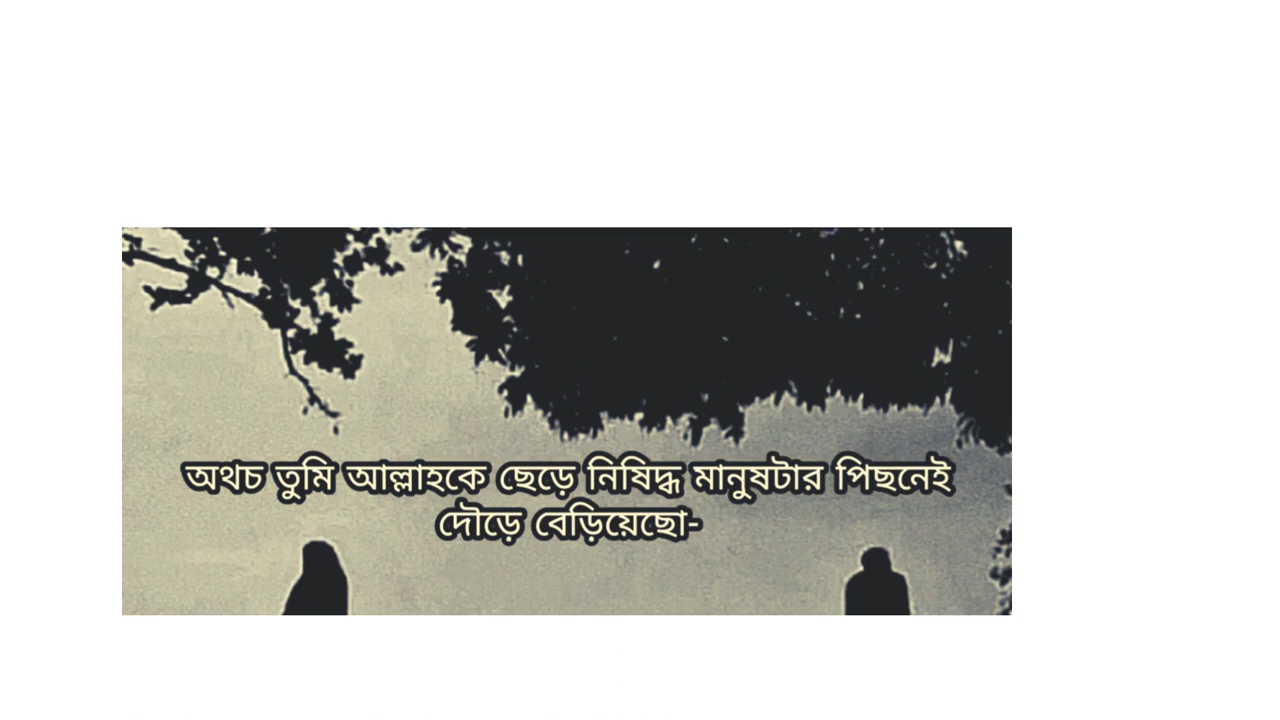 অথচ তুমি আল্লাহকে ছেড়ে নিষিদ্ধ মানুষটার পিছনেই
দৌড়ে বেড়িয়েছো-